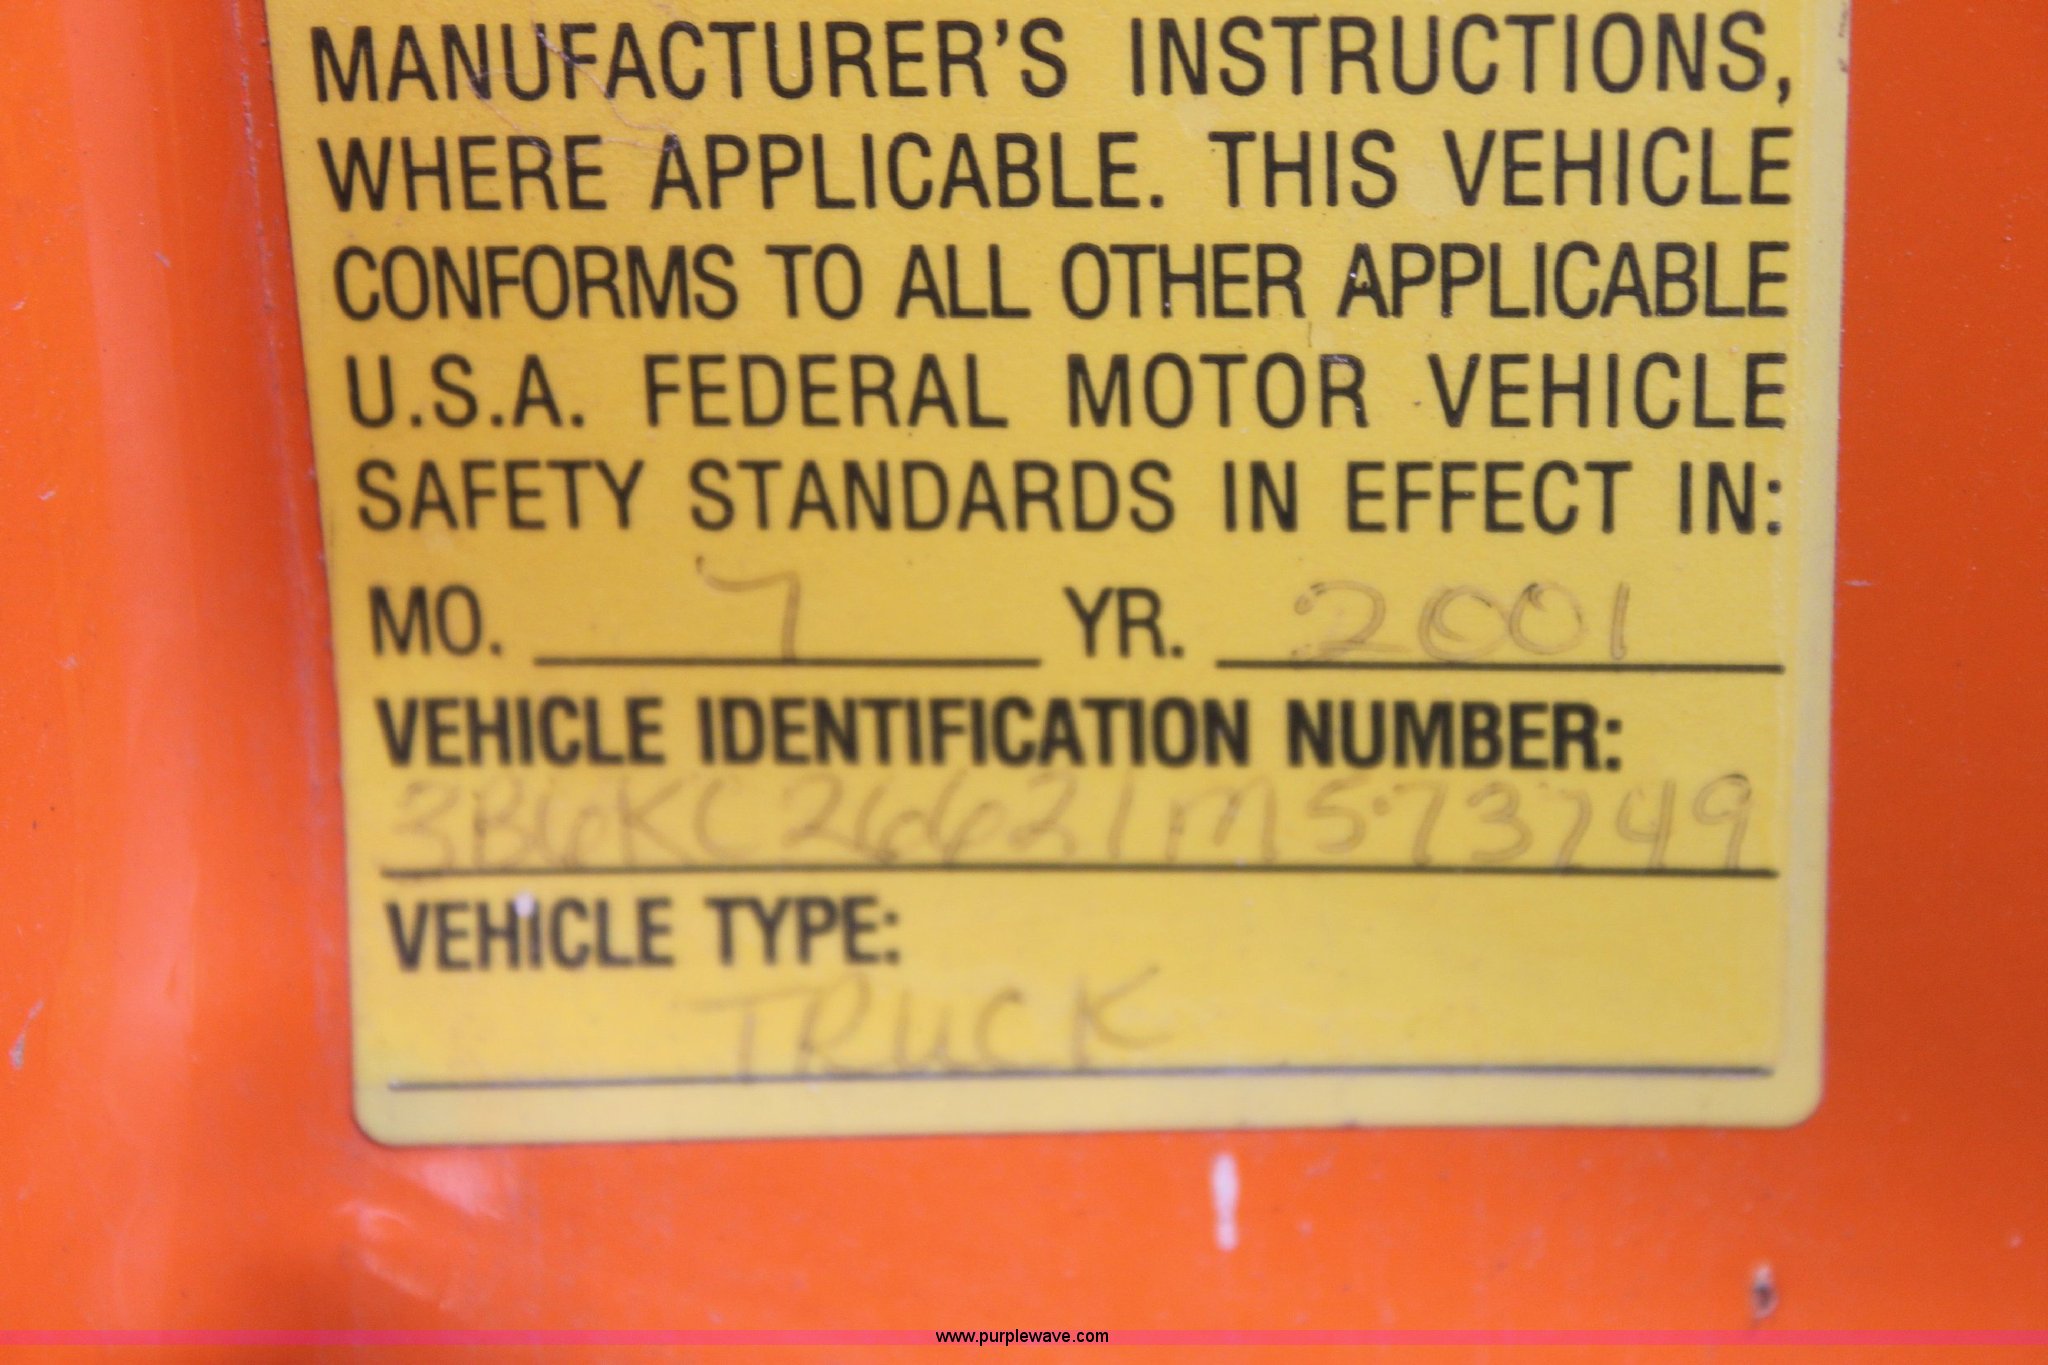 MANUFACTURER'S INSTRUCTIONS,
WHERE APPLICABLE. THIS VEHICLE
CONFORMS TO ALL OTHER APPLICABLE
U.S.A. FEDERAL MOTOR VEHICLE
SAFETY STANDARDS IN EFFECT IN:
MO. 7 YR. 2001
VEHICLE IDENTIFICATION NUMBER:
3B6KC26621M573749
VEHICLE TYPE:
TRUCK
www.purplewave.com